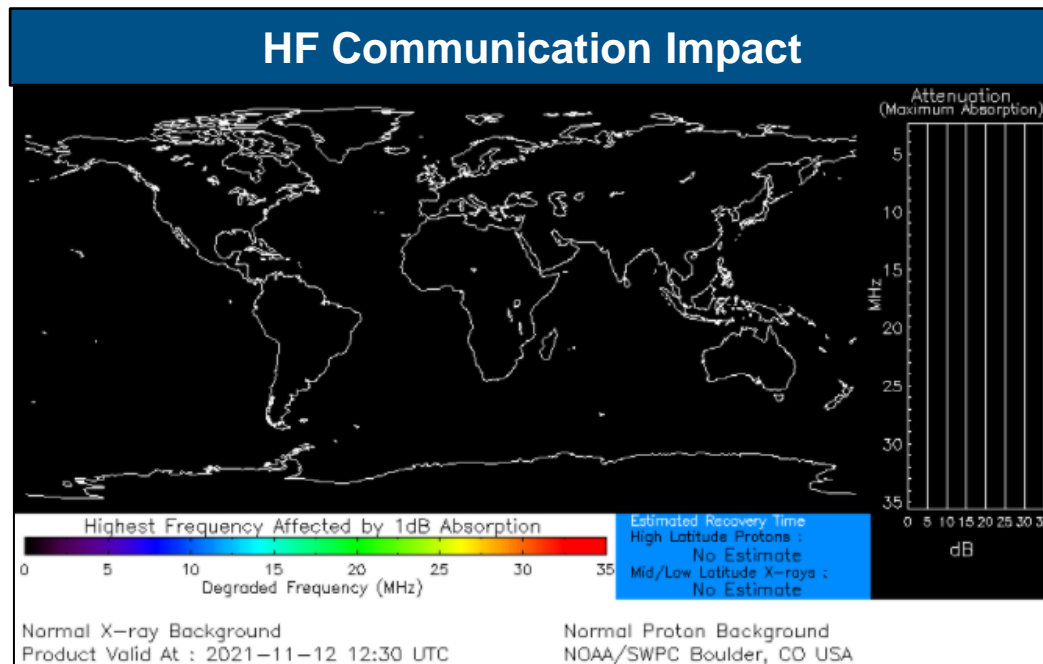 HF Communication Impact
Attenuation
(Maximum Absorption)
5
10
15
20
25
30
35
MHz
0 5 10 15 20 25 30 3
dB
Highest Frequency Affected by 1dB Absorption
0 5 10 15 20 25 30 35
Degraded Frequency (MHz)
Estimated Recovery Time
High Latitude Protons :
No Estimate
Mid/Low Latitude X-rays :
No Estimate
Normal X-ray Background
Product Valid At : 2021-11-12 12:30 UTC
Normal Proton Background
NOAA/SWPC Boulder, CO USA